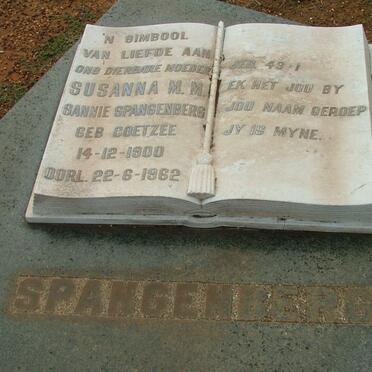 'N SIMBOOL
VAN LIEFDE AAN
ONS DIERBARE MOEDER
SUSANNA M.M.
SANNIE SPANGENBERG
GEB COETZEE
14-12-1900
OORL. 22-6-1962
JES. 43-1
EK HET JOU BY
JOU NAAM GEROEP
JY IS MYNE.
SPANGENBERG